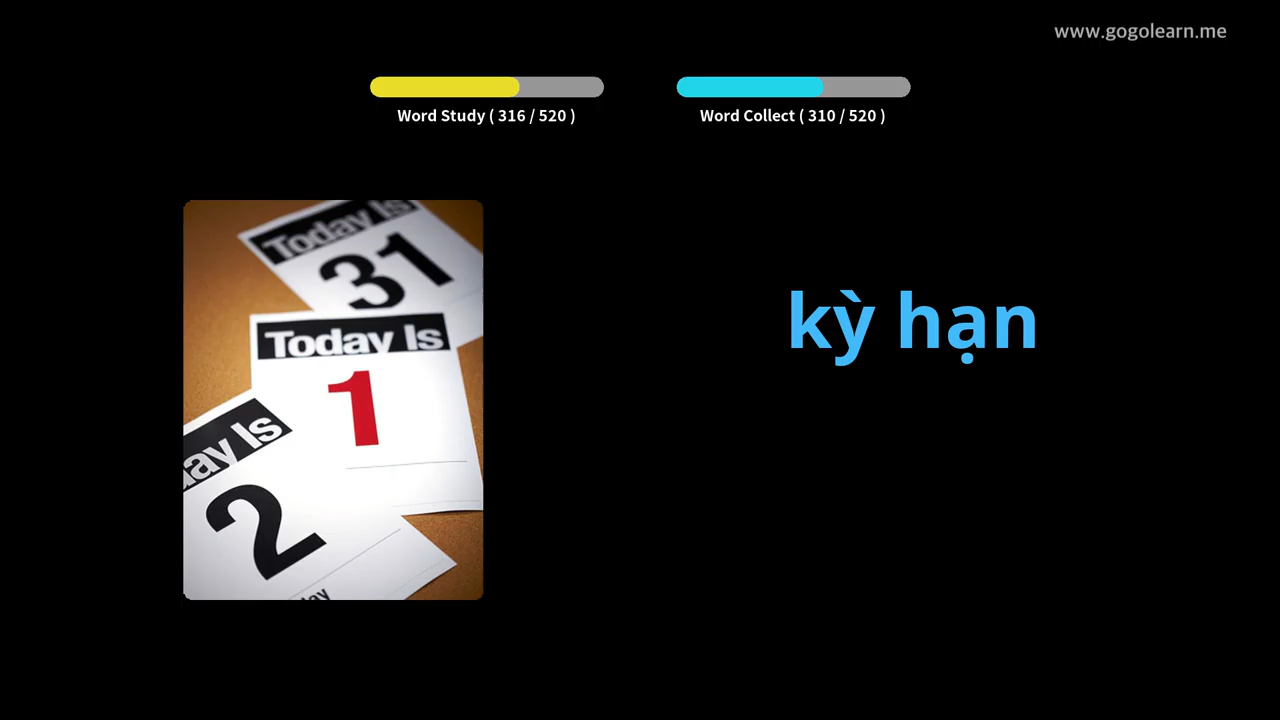 www.gogolearn.me
Word Study ( 316 / 520 )
Word Collect ( 310 / 520 )
Today Is
31
Today Is
1
ay Is
2
ay
kỳ hạn